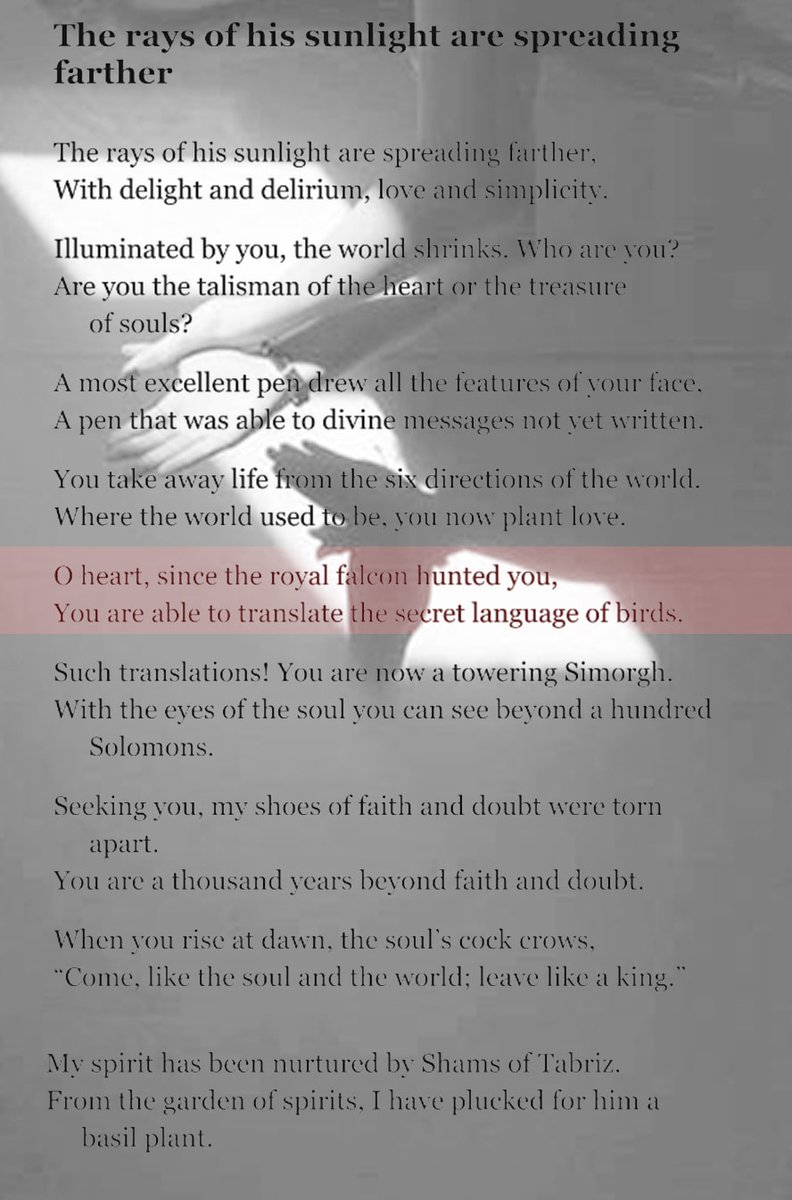 The rays of his sunlight are spreading
farther
The rays of his sunlight are spreading farther,
With delight and delirium, love and simplicity.
Illuminated by you, the world shrinks. Who are you?
Are you the talisman of the heart or the treasure
of souls?
A most excellent pen drew all the features of your face,
A pen that was able to divine messages not yet written.
You take away life from the six directions of the world.
Where the world used to be, you now plant love.
O heart, since the royal falcon hunted you,
You are able to translate the secret language of birds.
Such translations! You are now a towering Simorgh.
With the eyes of the soul you can see beyond a hundred
Solomons.
Seeking you, my shoes of faith and doubt were torn
apart.
You are a thousand years beyond faith and doubt.
When you rise at dawn, the soul's cock crows,
“Come, like the soul and the world; leave like a king.”
My spirit has been nurtured by Shams of Tabriz.
From the garden of spirits, I have plucked for him a
basil plant.